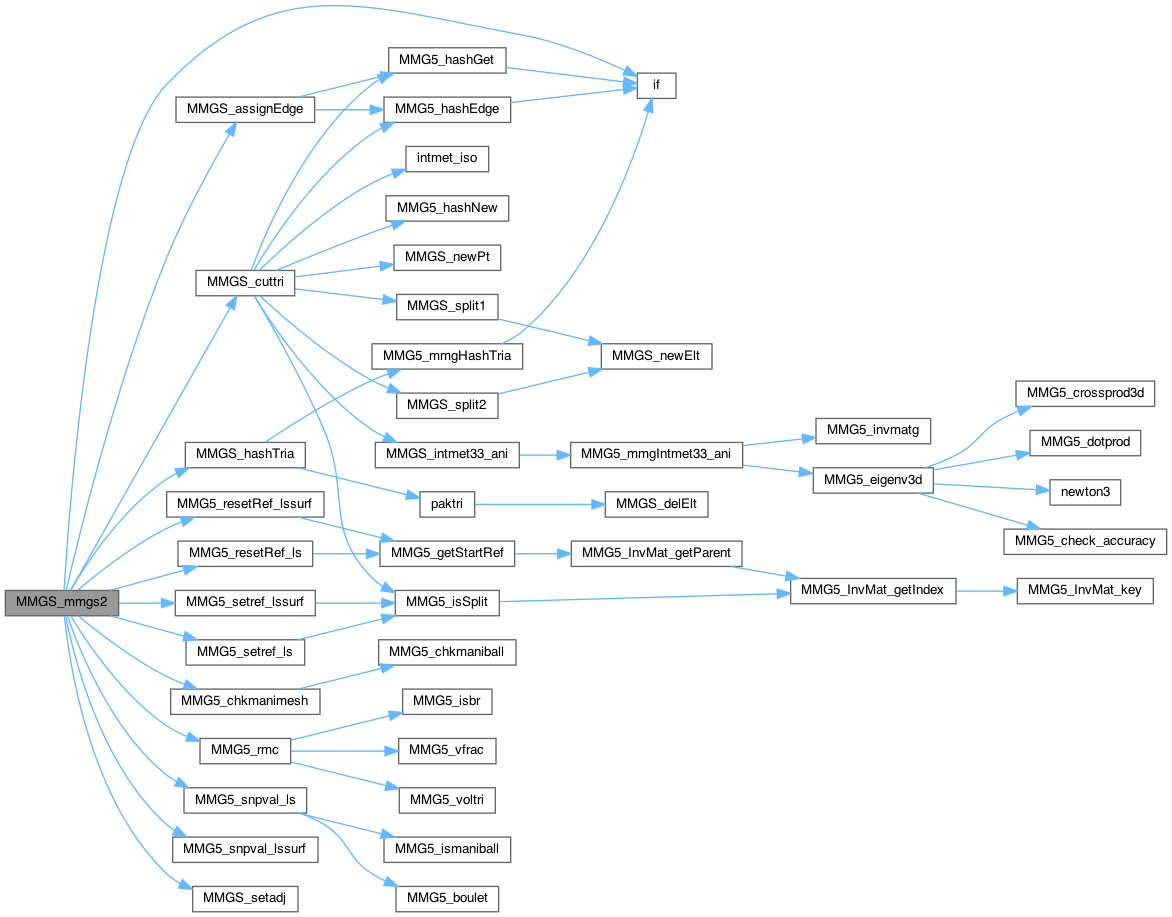 MMG5_hashGet
if
MMGS_assignEdge
MMG5_hashEdge
intmet_iso
MMG5_hashNew
MMGS_newPt
MMGS_cuttri
MMGS_split1
MMG5_mmgHashTria
MMGS_newElt
MMG5_crossprod3d
MMGS_split2
MMG5_invmatg
MMG5_dotprod
MMGS_hashTria
MMGS_intmet33_ani
MMG5_mmgIntmet33_ani
MMG5_eigenv3d
newton3
MMG5_resetRef_lssurf
paktri
MMGS_delElt
MMG5_check_accuracy
MMG5_resetRef_ls
MMG5_getStartRef
MMG5_InvMat_getParent
MMGS_mmgs2
MMG5_setref_lssurf
MMG5_isSplit
MMG5_InvMat_getIndex
MMG5_InvMat_key
MMG5_setref_ls
MMG5_chkmaniball
MMG5_chkmanimesh
MMG5_isbr
MMG5_rmc
MMG5_vfrac
MMG5_snpval_ls
MMG5_voltri
MMG5_snpval_lssurf
MMG5_ismaniball
MMGS_setadj
MMG5_boulet